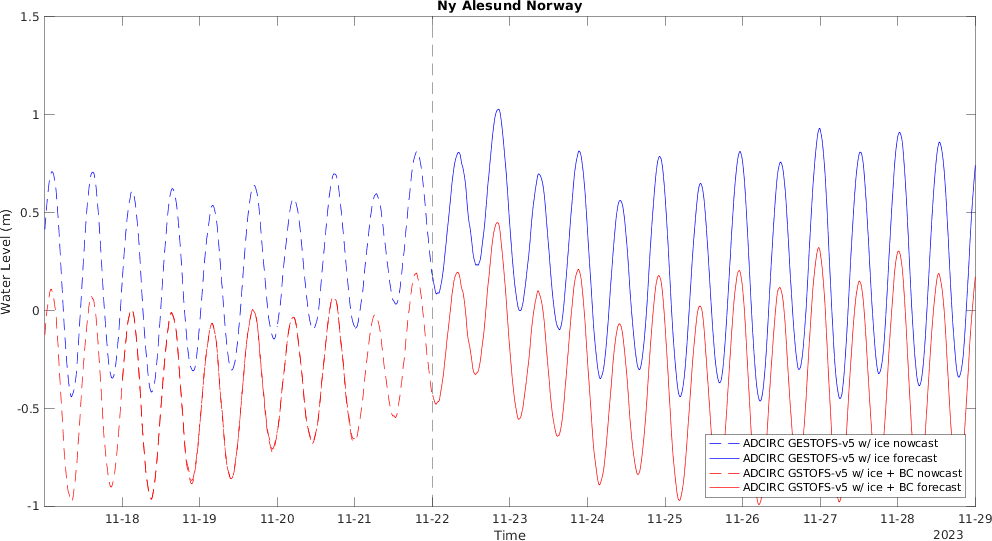 Ny Alesund Norway
1.5
1
0.5
0
-0.5
-1
Water Level (m)
ADCIRC GESTOFS-v5 w/ ice nowcast
ADCIRC GESTOFS-v5 w/ ice forecast
ADCIRC GSTOFS-v5 w/ ice + BC nowcast
ADCIRC GSTOFS-v5 w/ ice + BC forecast
11-18 11-19 11-20 11-21 11-22 11-23 11-24 11-25 11-26 11-27 11-28 11-29
Time
2023